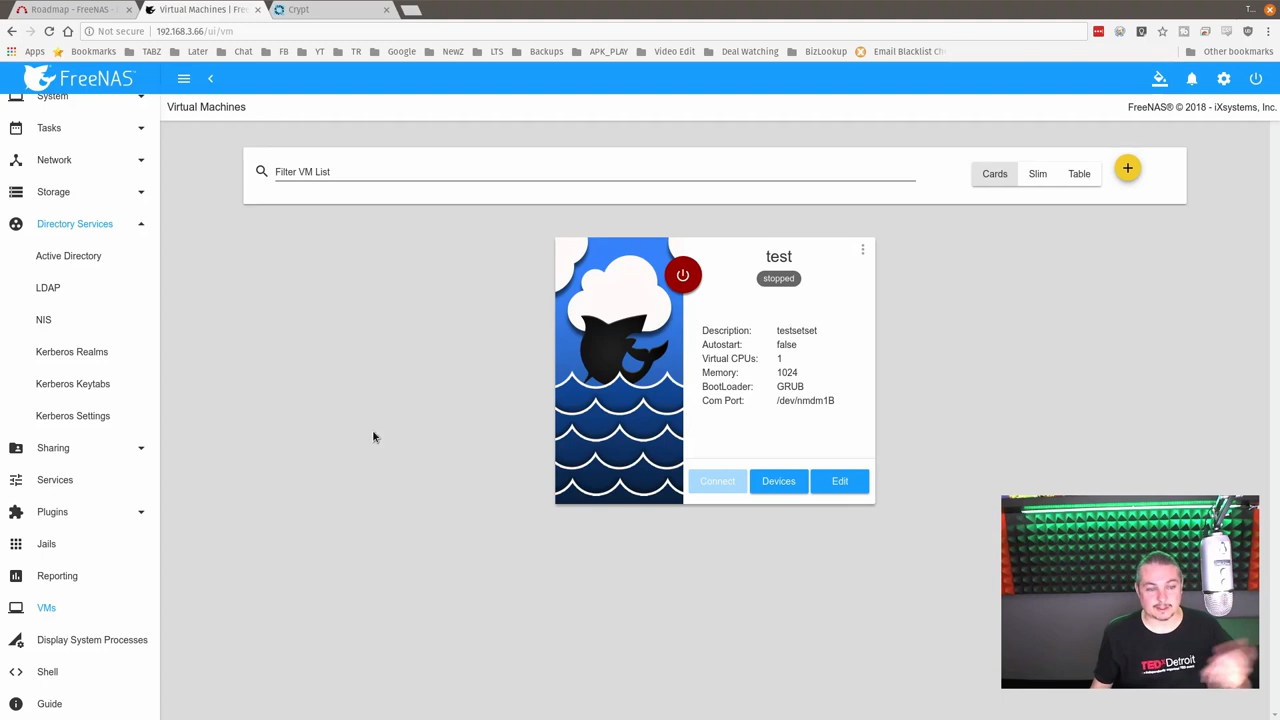 Roadmap - FreeNAS -
Virtual Machines | Free
Crypt
Not secure | 192.168.3.66/ui/vm
Apps Bookmarks TABZ Later Chat FB YT TR Google NewZ LTS Backups APK_PLAY Video Edit Deal Watching BizLookup Email Blacklist Other bookmarks
FreeNAS®
Virtual Machines
FreeNAS® © 2018 - iXsystems, Inc.
System
Tasks
Network
Storage
Directory Services
Active Directory
LDAP
NIS
Kerberos Realms
Kerberos Keytabs
Kerberos Settings
Sharing
Services
Plugins
Jails
Reporting
VMs
Display System Processes
Shell
Guide
Filter VM List
Cards Slim Table +
test
stopped
Description: testsetset
Autostart: false
Virtual CPUs: 1
Memory: 1024
BootLoader: GRUB
Com Port: /dev/nmdm1B
Connect Devices Edit
TEDxDetroit